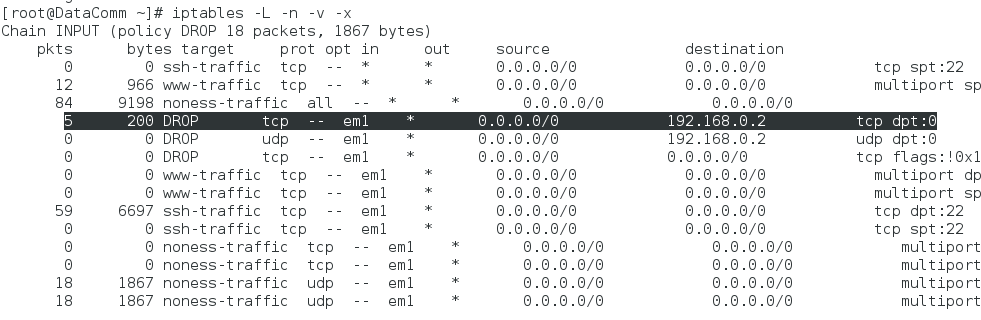 [root@DataComm ~]# iptables -L -n -v -x
Chain INPUT (policy DROP 18 packets, 1867 bytes)
    pkts      bytes target     prot opt in     out     source               destination
       0        0 ssh-traffic  tcp  --  *      *       0.0.0.0/0            0.0.0.0/0            tcp spt:22
      12      966 www-traffic  tcp  --  *      *       0.0.0.0/0            0.0.0.0/0            multiport sp
      84     9198 noness-traffic  all  --  *      *       0.0.0.0/0            0.0.0.0/0
       5      200 DROP       tcp  --  em1    *       0.0.0.0/0            192.168.0.2          tcp dpt:0
       0        0 DROP       udp  --  em1    *       0.0.0.0/0            192.168.0.2          udp dpt:0
       0        0 DROP       tcp  --  em1    *       0.0.0.0/0            0.0.0.0/0            tcp flags:!0x1
       0        0 www-traffic  tcp  --  em1    *       0.0.0.0/0            0.0.0.0/0            multiport dp
       0        0 www-traffic  tcp  --  em1    *       0.0.0.0/0            0.0.0.0/0            multiport sp
      59     6697 ssh-traffic  tcp  --  em1    *       0.0.0.0/0            0.0.0.0/0            tcp dpt:22
       0        0 ssh-traffic  tcp  --  em1    *       0.0.0.0/0            0.0.0.0/0            tcp spt:22
       0        0 noness-traffic  tcp  --  em1    *       0.0.0.0/0            0.0.0.0/0            multiport
       0        0 noness-traffic  tcp  --  em1    *       0.0.0.0/0            0.0.0.0/0            multiport
      18     1867 noness-traffic  udp  --  em1    *       0.0.0.0/0            0.0.0.0/0            multiport
      18     1867 noness-traffic  udp  --  em1    *       0.0.0.0/0            0.0.0.0/0            multiport